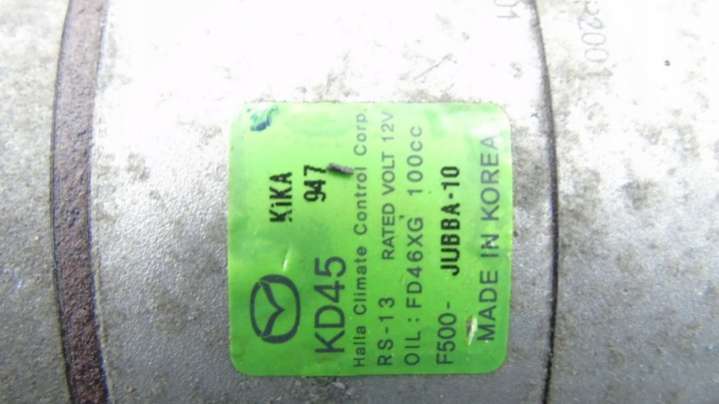 KiKA
947
KD45
Halla Climate Control Corp.
RS-13 RATED VOLT 12V
OIL : FD46XG 100cc
F500- JUBBA-10
MADE IN KOREA